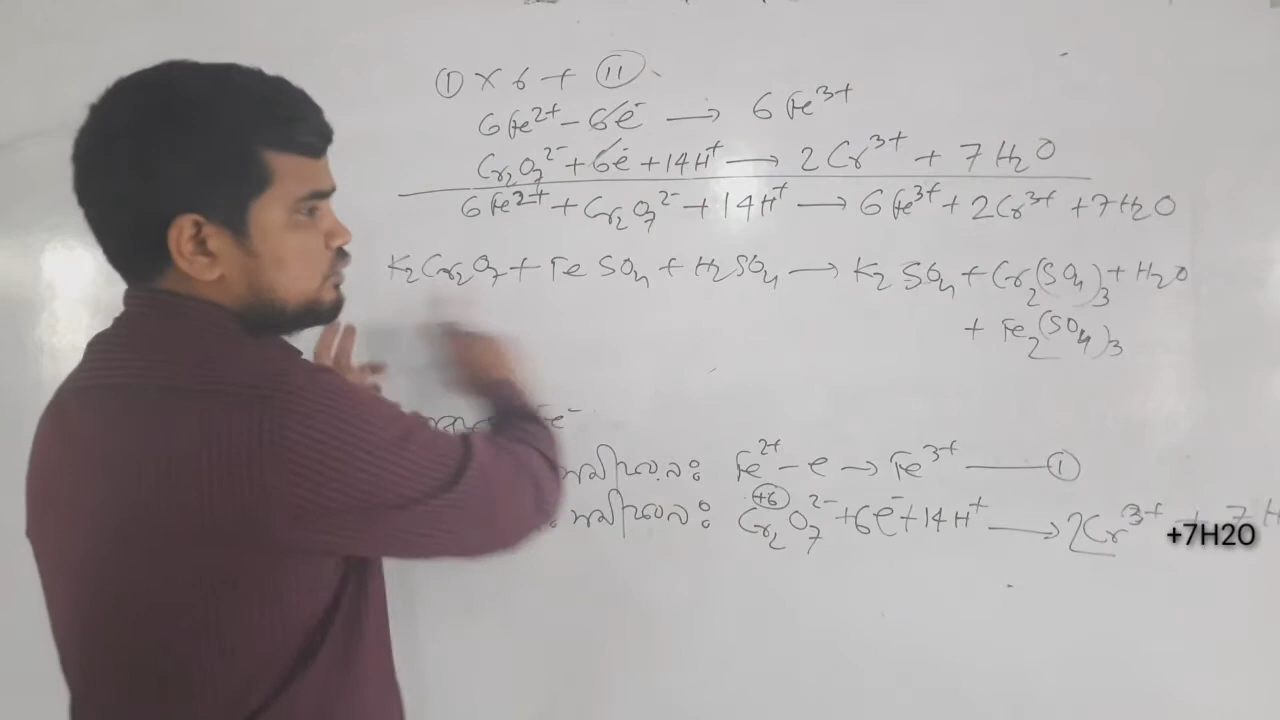 ① × 6 + ⑪
6Fe²⁺ – 6e⁻ → 6Fe³⁺
Cr₂O₇²⁻ + 6e⁻ + 14H⁺ → 2Cr³⁺ + 7H₂O
6Fe²⁺ + Cr₂O₇²⁻ + 14H⁺ → 6Fe³⁺ + 2Cr³⁺ + 7H₂O
K₂Cr₂O₇ + FeSO₄ + H₂SO₄ → K₂SO₄ + Cr₂(SO₄)₃ + H₂O
+ Fe₂(SO₄)₃
Fe²⁺ – e → Fe³⁺ — ①
+6
Cr₂O₇²⁻ + 6e⁻ + 14H⁺ → 2Cr³⁺ +7H2O